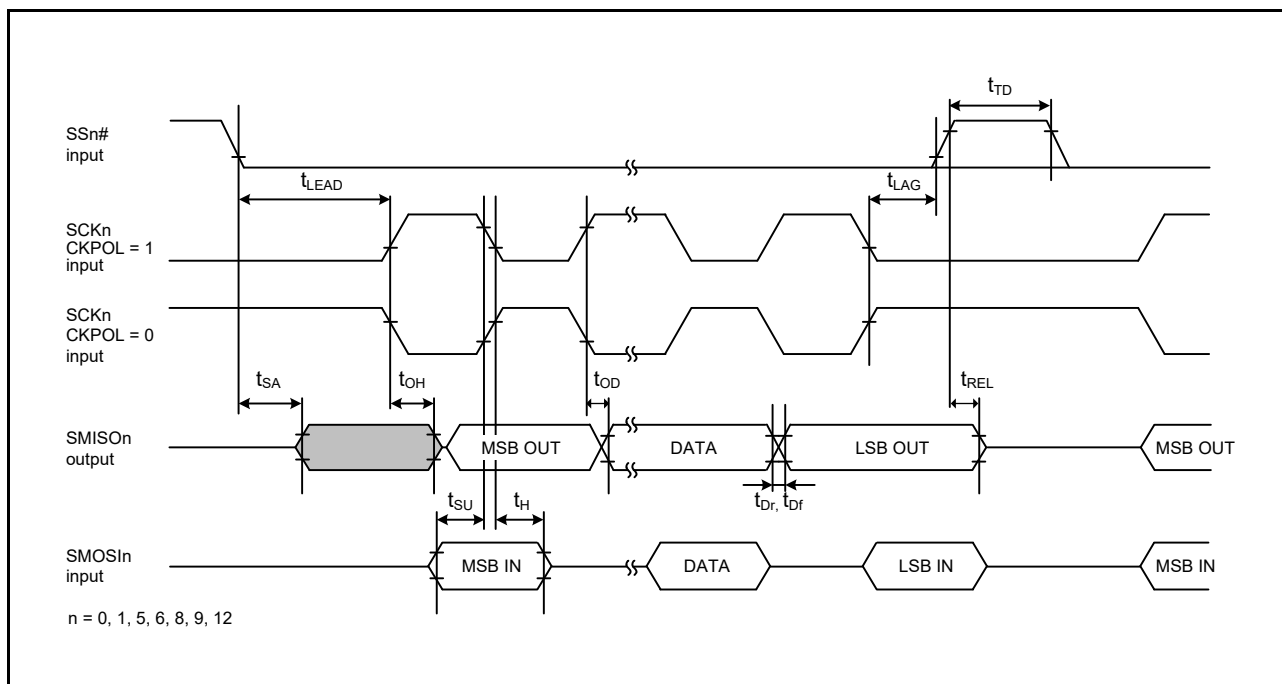 tTD
SSn#
input
tLEAD
tLAG
SCKn
CKPOL = 1
input
SCKn
CKPOL = 0
input
tSA
tOH
tOD
tREL
SMISOn
output
MSB OUT
DATA
LSB OUT
MSB OUT
tSU
tH
tDr, tDf
SMOSIn
input
MSB IN
DATA
LSB IN
MSB IN
n = 0, 1, 5, 6, 8, 9, 12